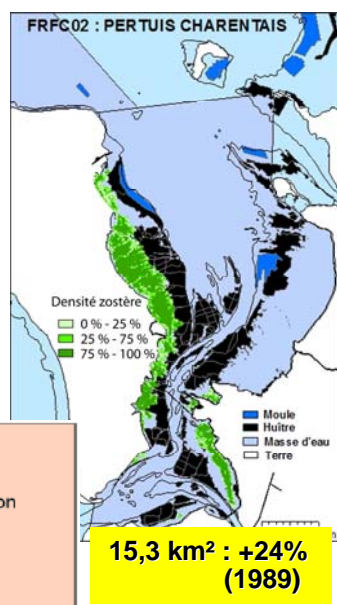 FRFC02 : PERTUIS CHARENTAIS
Densité zostère
0 % - 25 %
25 % - 75 %
75 % - 100 %
Moule
Huître
Masse d'eau
Terre
on
15,3 km² : +24%
(1989)